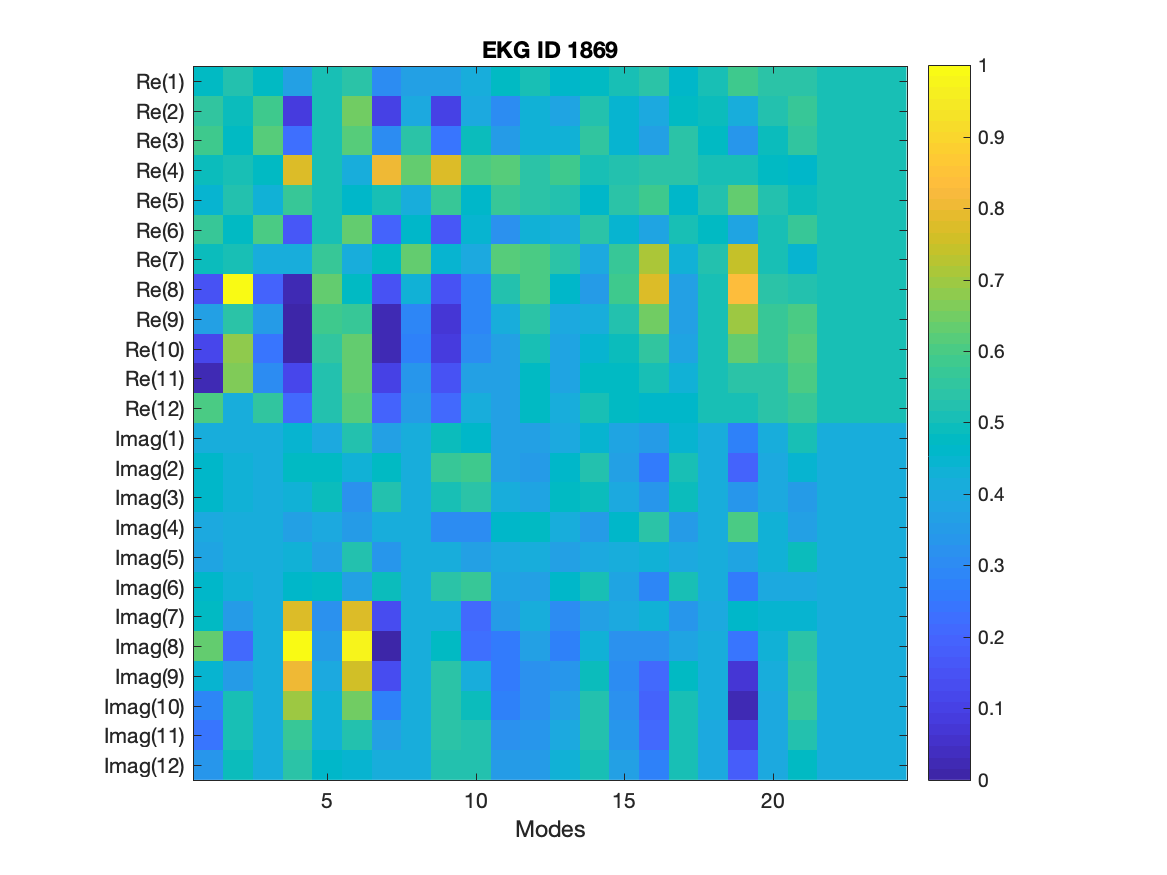 EKG ID 1869
Re(1)
Re(2)
Re(3)
Re(4)
Re(5)
Re(6)
Re(7)
Re(8)
Re(9)
Re(10)
Re(11)
Re(12)
Imag(1)
Imag(2)
Imag(3)
Imag(4)
Imag(5)
Imag(6)
Imag(7)
Imag(8)
Imag(9)
Imag(10)
Imag(11)
Imag(12)
5 10 15 20
Modes
1
0.9
0.8
0.7
0.6
0.5
0.4
0.3
0.2
0.1
0